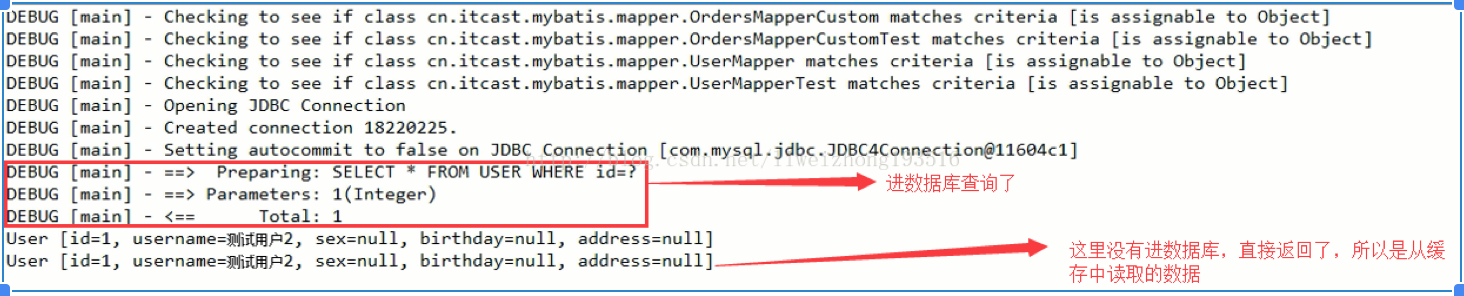 DEBUG [main] - Checking to see if class cn.itcast.mybatis.mapper.OrdersMapperCustom matches criteria [is assignable to Object]
DEBUG [main] - Checking to see if class cn.itcast.mybatis.mapper.OrdersMapperCustomTest matches criteria [is assignable to Object]
DEBUG [main] - Checking to see if class cn.itcast.mybatis.mapper.UserMapper matches criteria [is assignable to Object]
DEBUG [main] - Checking to see if class cn.itcast.mybatis.mapper.UserMapperTest matches criteria [is assignable to Object]
DEBUG [main] - Opening JDBC Connection
DEBUG [main] - Created connection 18220225.
DEBUG [main] - Setting autocommit to false on JDBC Connection [com.mysql.jdbc.JDBC4Connection@11604c1]
DEBUG [main] - ==>  Preparing: SELECT * FROM USER WHERE id=?
进数据库查询了
DEBUG [main] - ==> Parameters: 1(Integer)
DEBUG [main] - <==      Total: 1
User [id=1, username=测试用户2, sex=null, birthday=null, address=null]
User [id=1, username=测试用户2, sex=null, birthday=null, address=null]
这里没有进数据库，直接返回了，所以是从缓
存中读取的数据